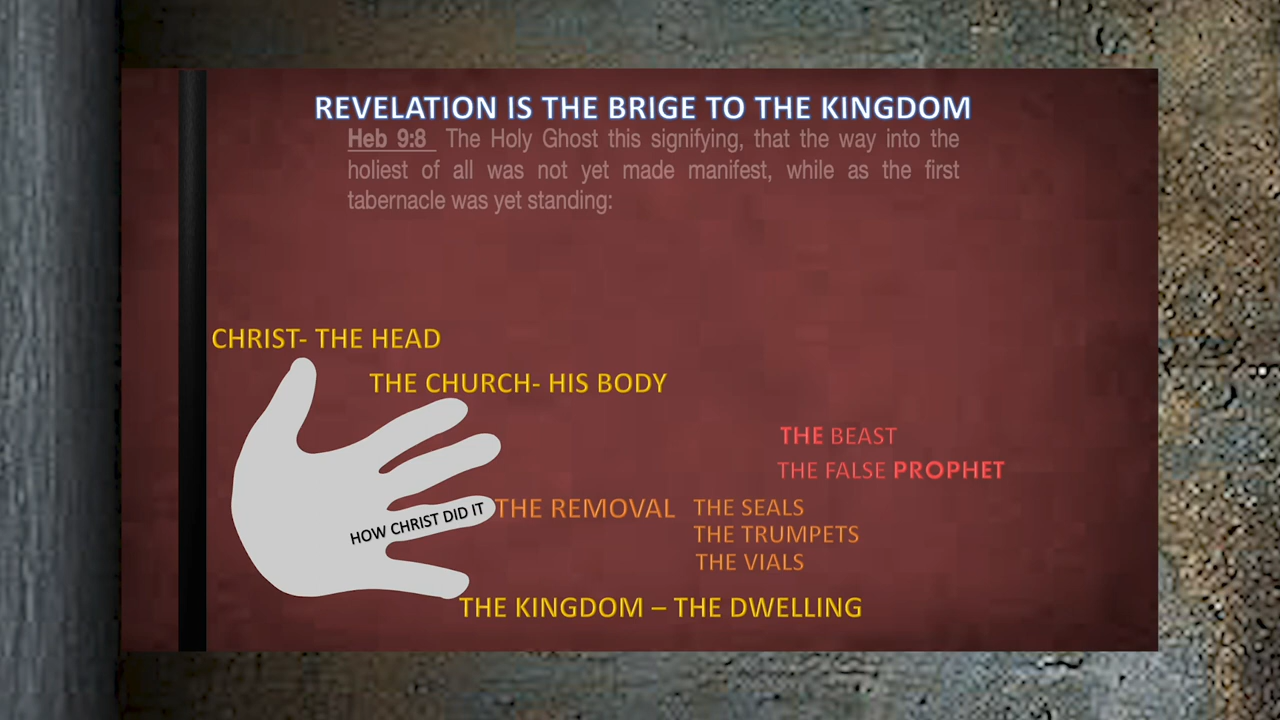 REVELATION IS THE BRIGE TO THE KINGDOM
Heb 9:8 The Holy Ghost this signifying, that the way into the
holiest of all was not yet made manifest, while as the first
tabernacle was yet standing:
CHRIST- THE HEAD
THE CHURCH- HIS BODY
THE BEAST
THE FALSE PROPHET
HOW CHRIST DID IT
THE REMOVAL
THE SEALS
THE TRUMPETS
THE VIALS
THE KINGDOM – THE DWELLING